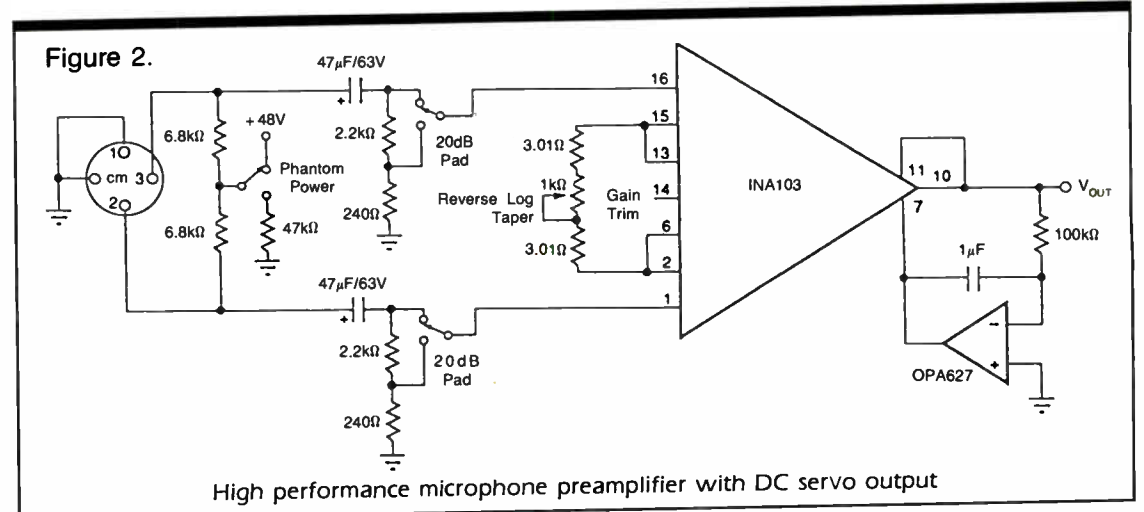 Figure 2.
47μF/63V
16
6.8kΩ
+48V
2.2kΩ
20dB
Pad
15
3.01Ω
13
1
cm
3
Phantom
Power
1kΩ
Reverse Log
Taper
Gain
Trim
14
INA103
11 10
V OUT
2
240Ω
6
7
6.8kΩ
47kΩ
3.01Ω
2
1μF
100kΩ
47μF/63V
1
2.2kΩ
20dB
Pad
–
+
OPA627
240Ω
High performance microphone preamplifier with DC servo output